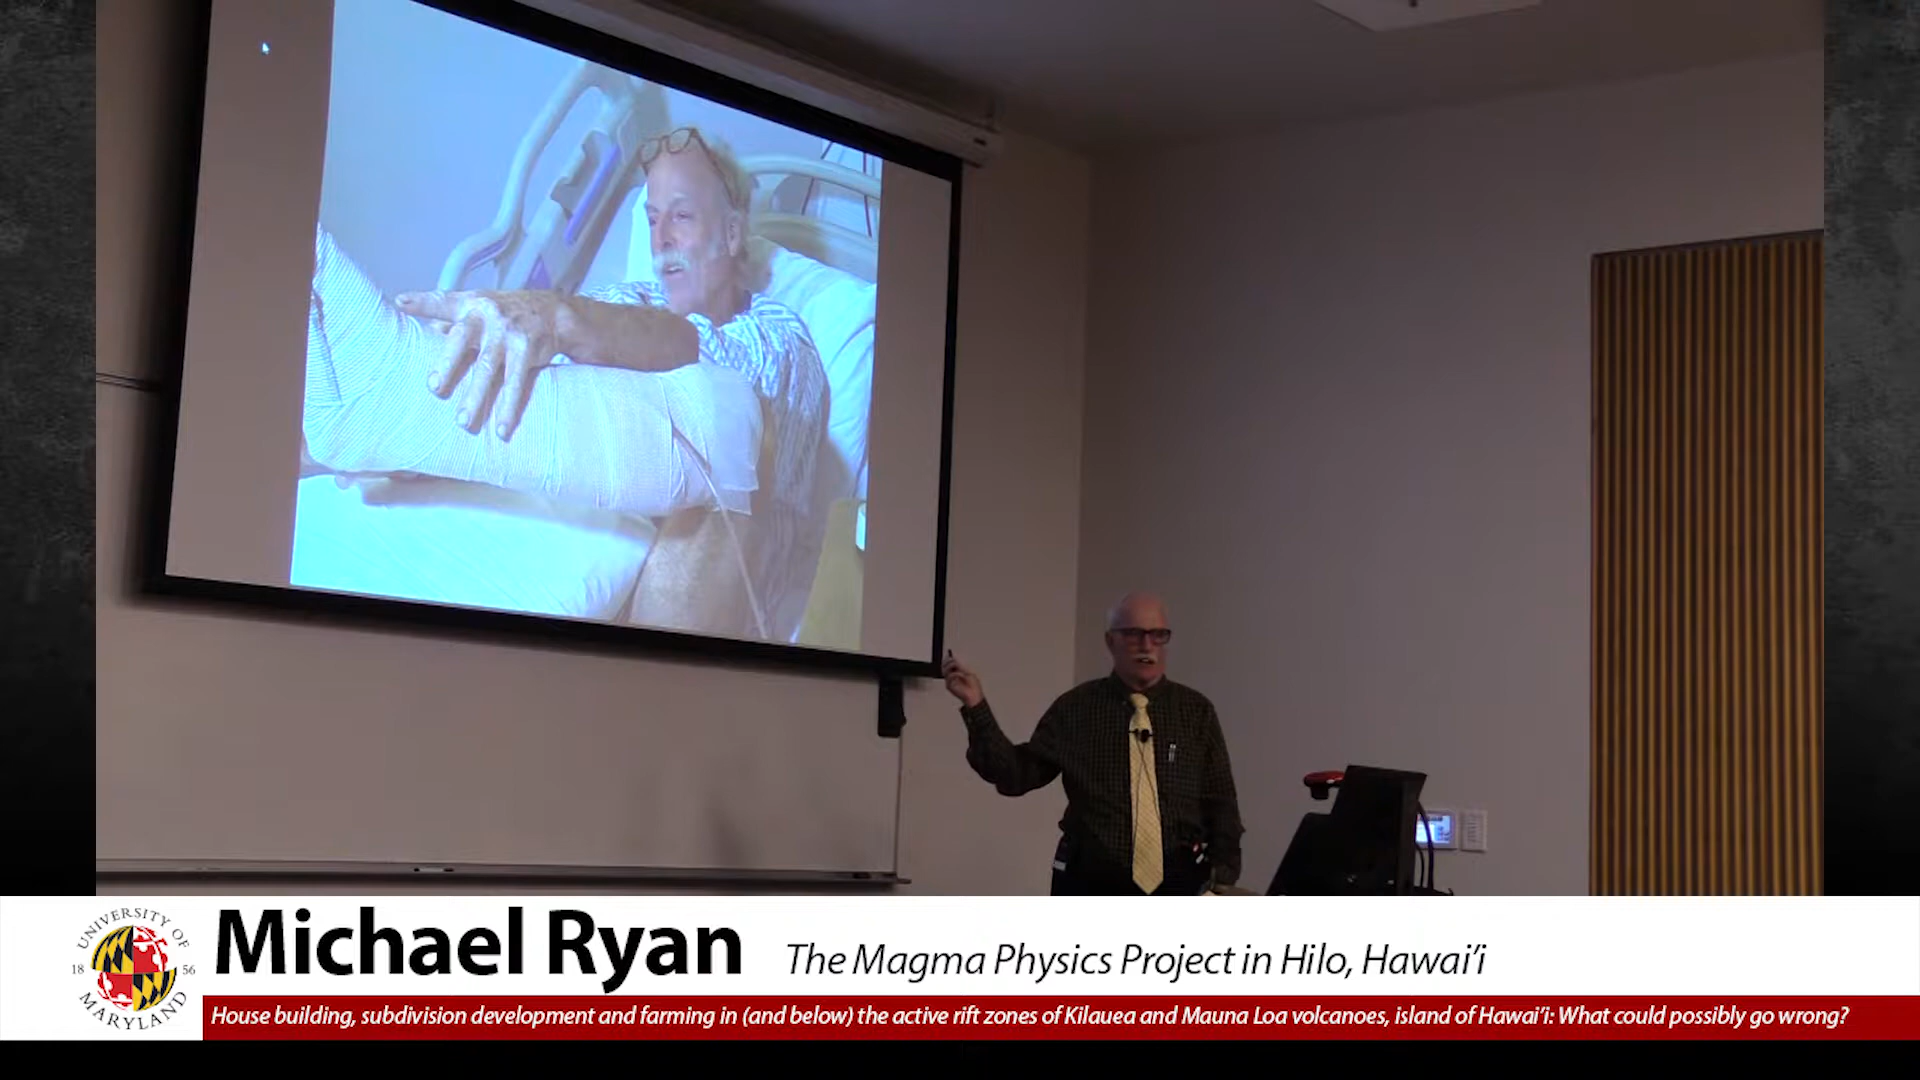 Michael Ryan
The Magma Physics Project in Hilo, Hawai‘i
UNIVERSITY OF
18 56
MARYLAND
House building, subdivision development and farming in (and below) the active rift zones of Kilauea and Mauna Loa volcanoes, island of Hawai‘i: What could possibly go wrong?